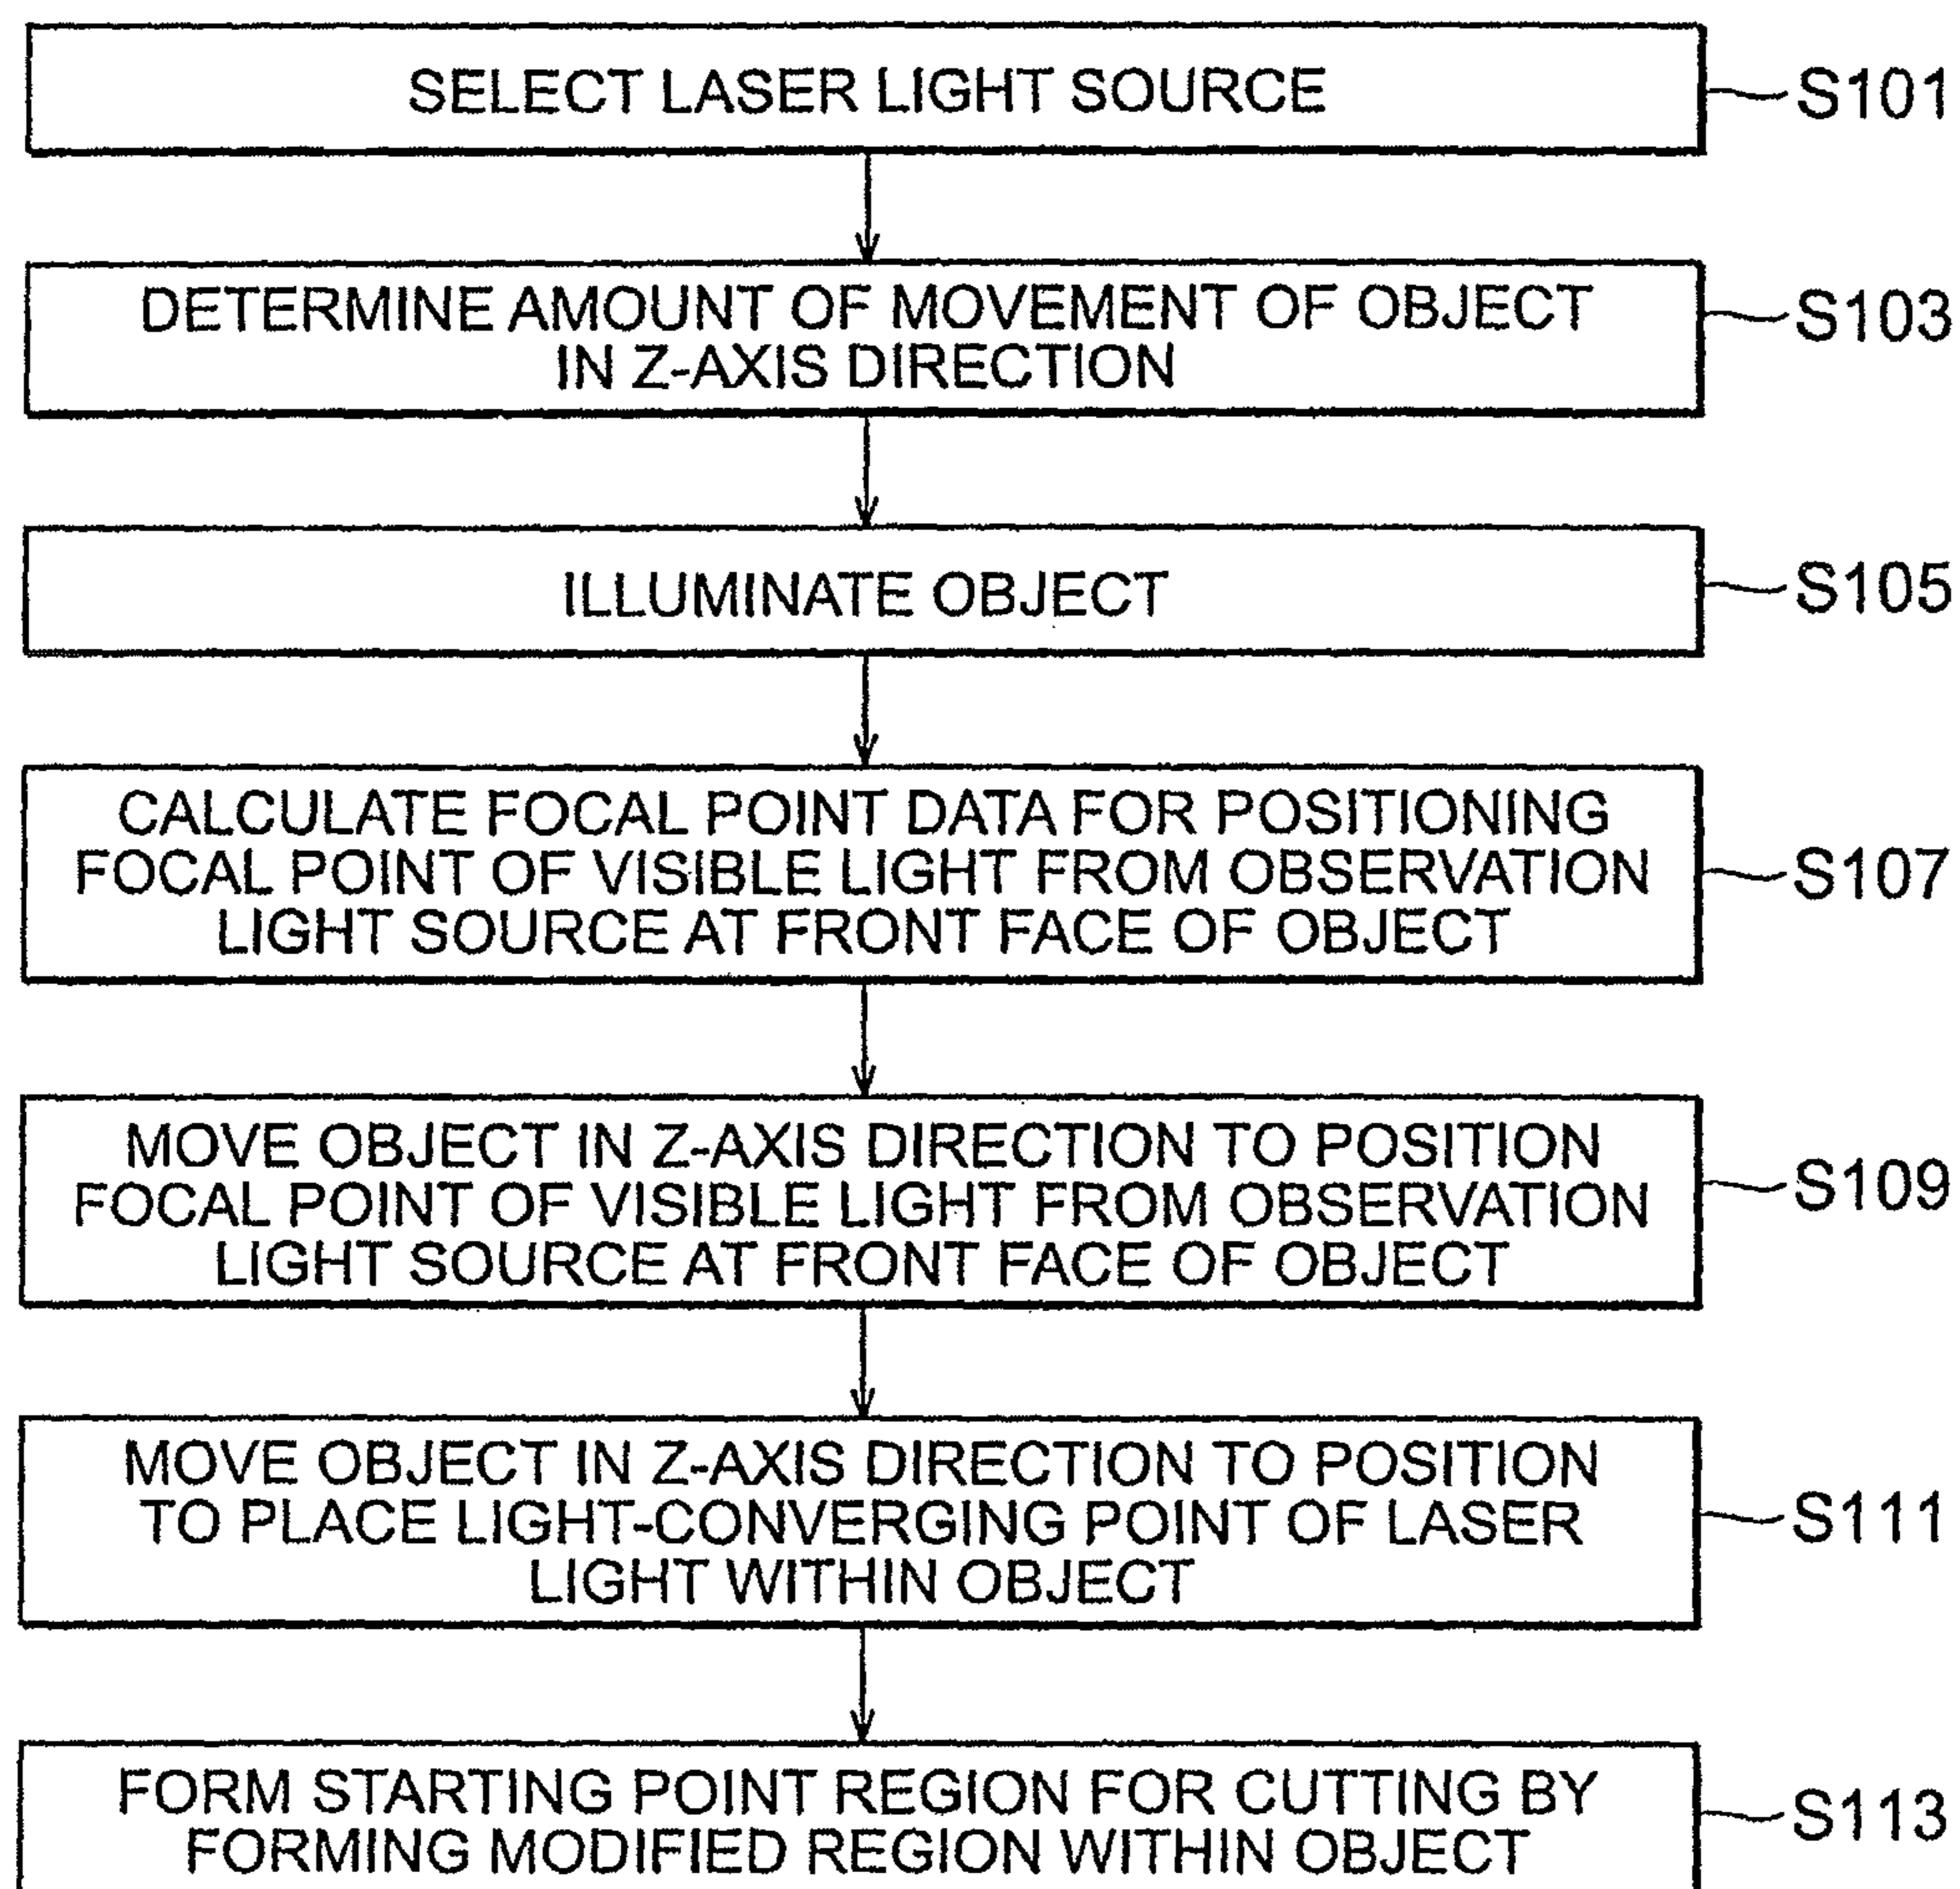 SELECT LASER LIGHT SOURCE
S101
DETERMINE AMOUNT OF MOVEMENT OF OBJECT
IN Z-AXIS DIRECTION
S103
ILLUMINATE OBJECT
S105
CALCULATE FOCAL POINT DATA FOR POSITIONING
FOCAL POINT OF VISIBLE LIGHT FROM OBSERVATION
LIGHT SOURCE AT FRONT FACE OF OBJECT
S107
MOVE OBJECT IN Z-AXIS DIRECTION TO POSITION
FOCAL POINT OF VISIBLE LIGHT FROM OBSERVATION
LIGHT SOURCE AT FRONT FACE OF OBJECT
S109
MOVE OBJECT IN Z-AXIS DIRECTION TO POSITION
TO PLACE LIGHT-CONVERGING POINT OF LASER
LIGHT WITHIN OBJECT
S111
FORM STARTING POINT REGION FOR CUTTING BY
FORMING MODIFIED REGION WITHIN OBJECT
S113